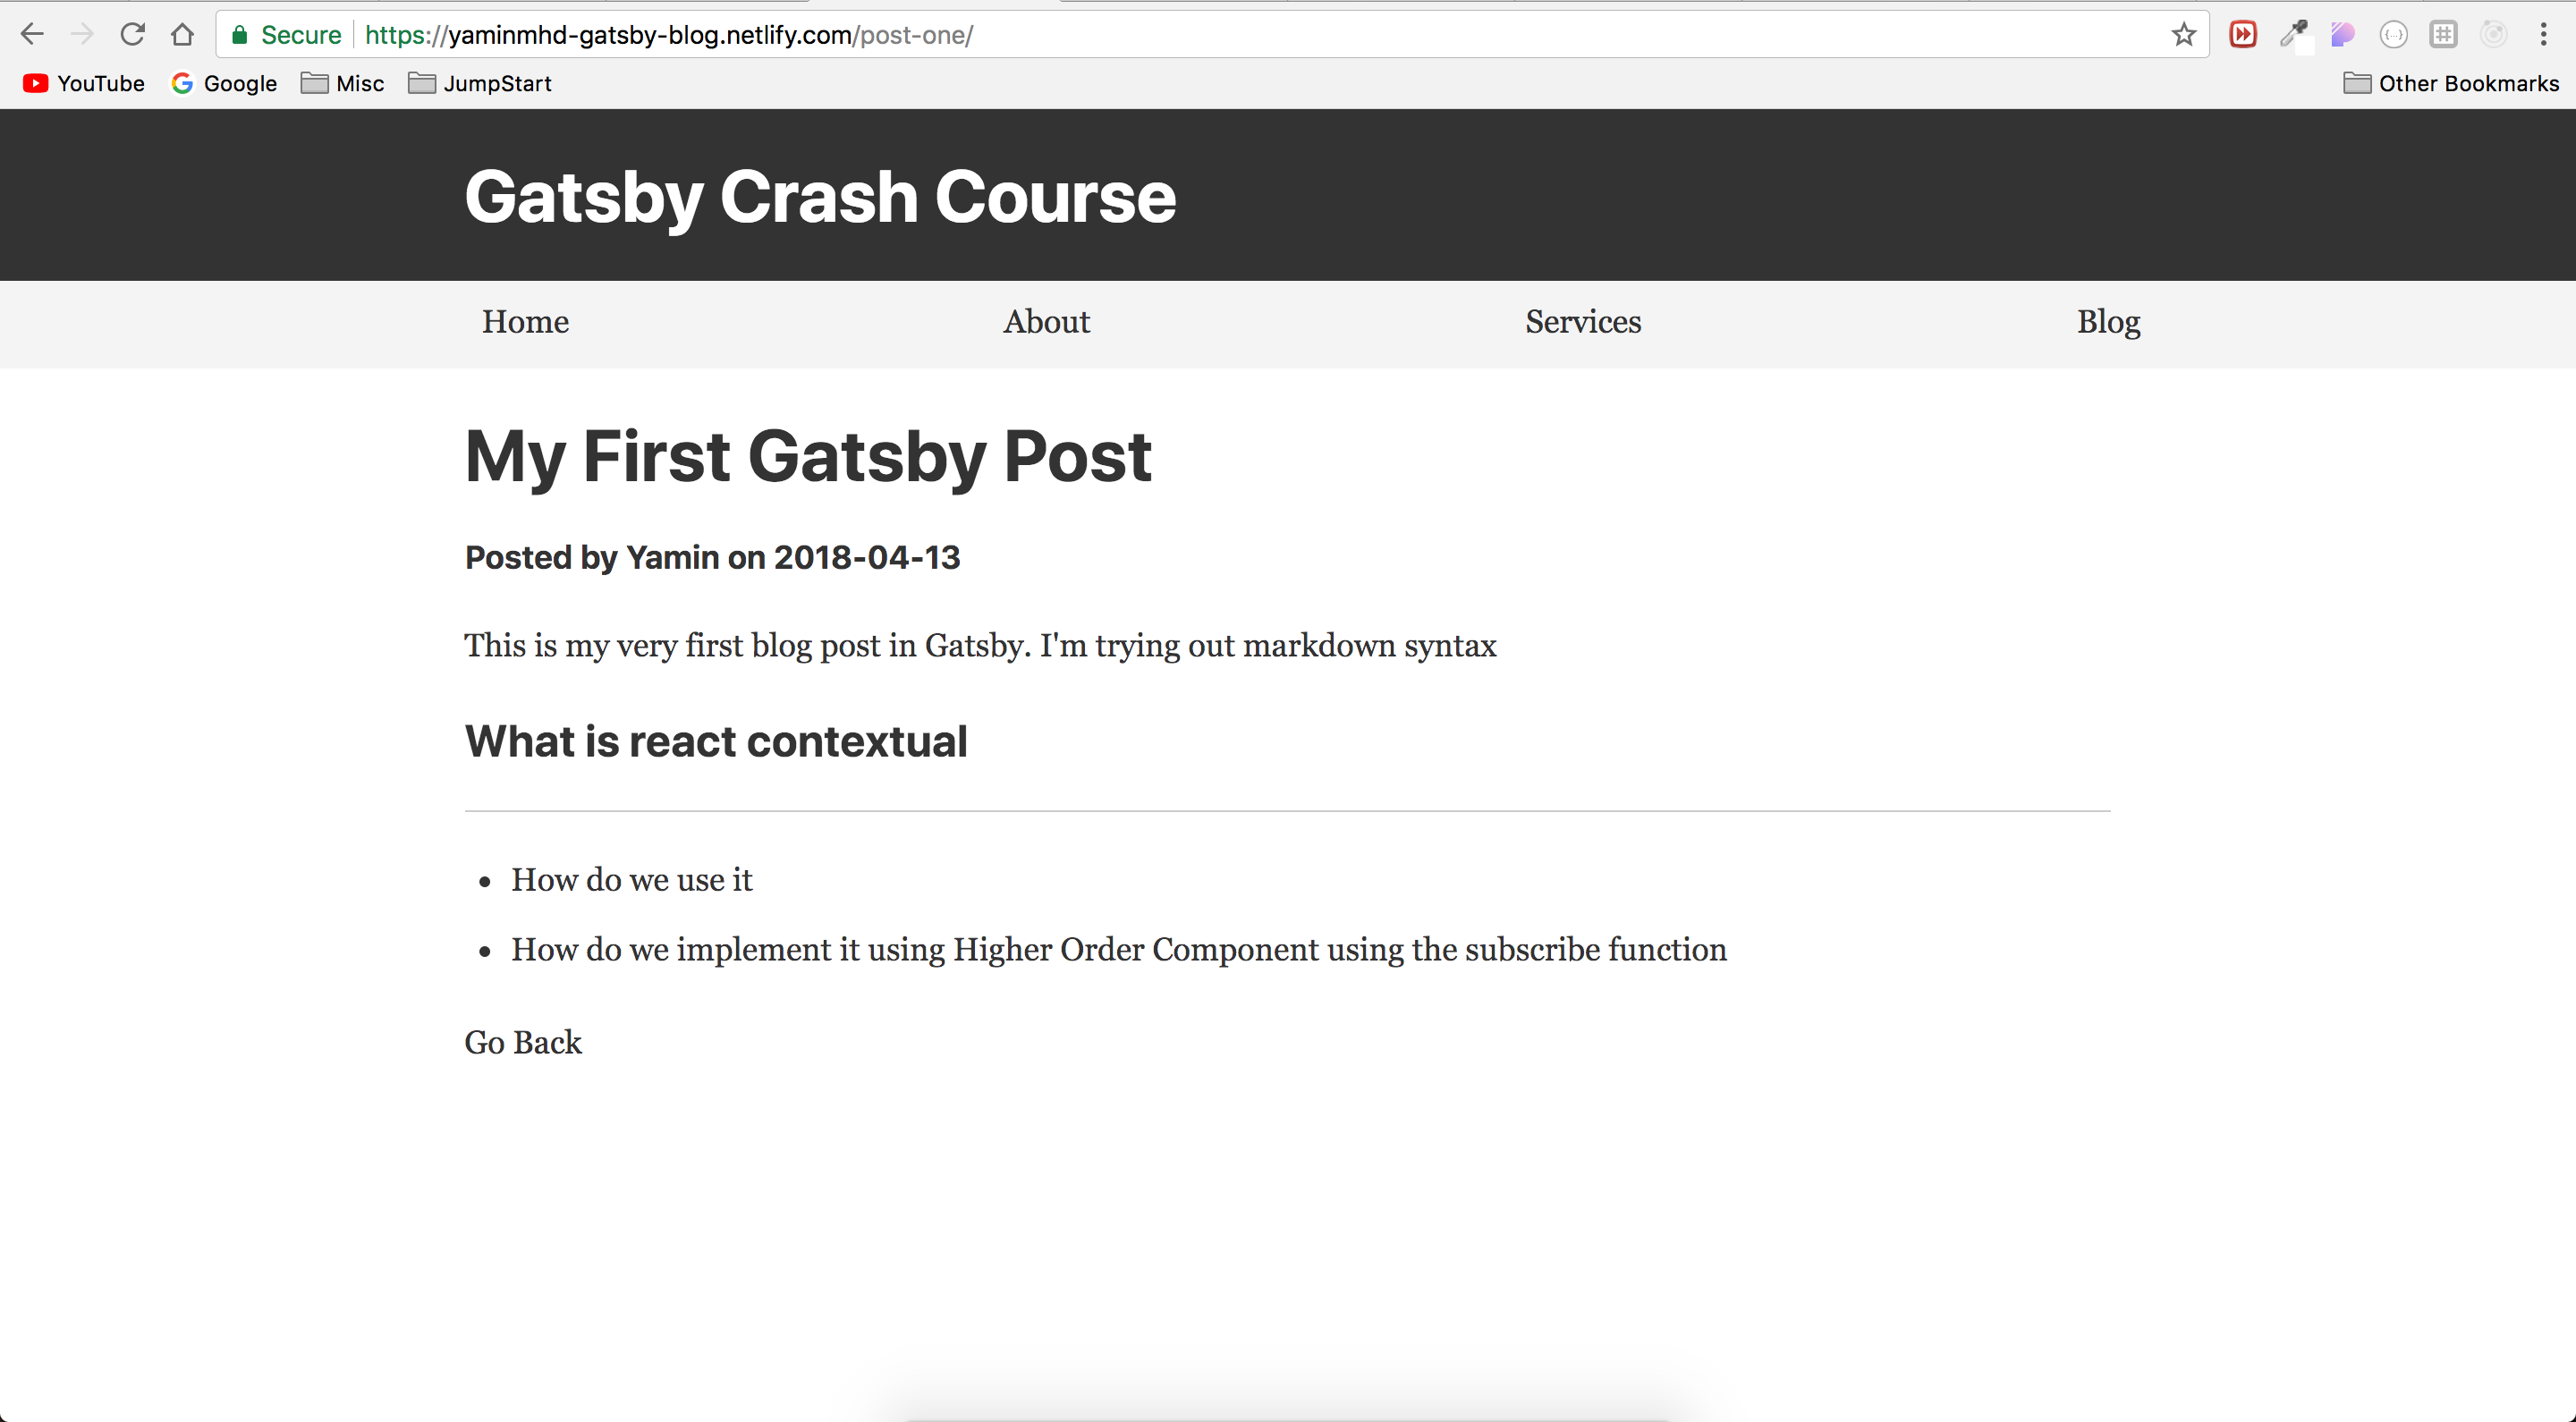 Secure https://yaminmhd-gatsby-blog.netlify.com/post-one/
YouTube Google Misc JumpStart Other Bookmarks
Gatsby Crash Course
Home About Services Blog
My First Gatsby Post
Posted by Yamin on 2018-04-13
This is my very first blog post in Gatsby. I'm trying out markdown syntax
What is react contextual
How do we use it
How do we implement it using Higher Order Component using the subscribe function
Go Back